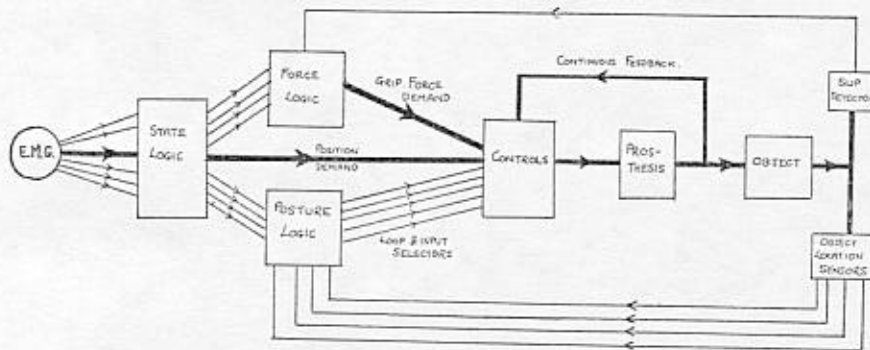 E.M.G.
STATE
LOGIC
FORCE
LOGIC
GRIP FORCE
DEMAND
POSITION
DEMAND
POSTURE
LOGIC
LOOP & INPUT
SELECTORS
CONTROLS
CONTINUOUS FEEDBACK.
PROS-
THESIS
OBJECT
SLIP
DETECTOR
OBJECT
LOCATION
SENSORS